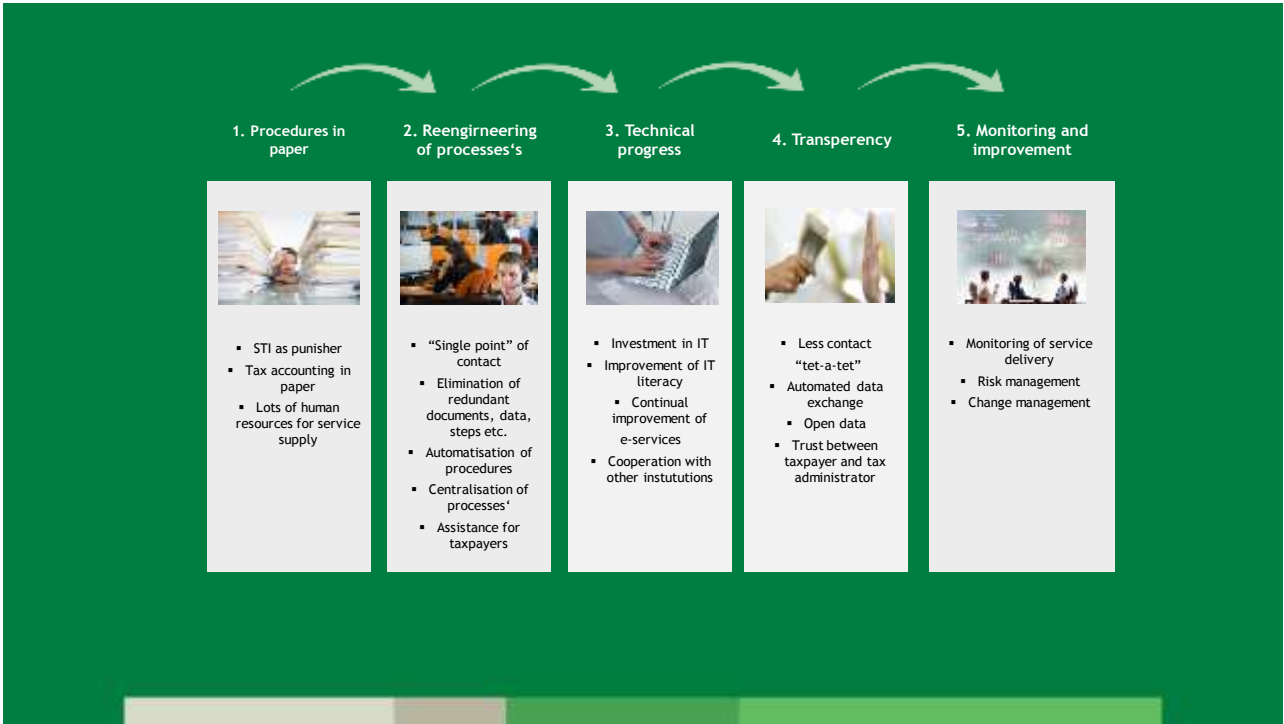 1. Procedures in
paper
2. Reengirneering
of processes‘s
3. Technical
progress
4. Transperency
5. Monitoring and
improvement
▪ STI as punisher
▪ Tax accounting in
paper
▪ Lots of human
resources for service
supply
▪ “Single point” of
contact
▪ Elimination of
redundant
documents, data,
steps etc.
▪ Automatisation of
procedures
▪ Centralisation of
processes‘
▪ Assistance for
taxpayers
▪ Investment in IT
▪ Improvement of IT
literacy
▪ Continual
improvement of
e-services
▪ Cooperation with
other instutution​s
▪ Less contact
“tet-a-tet”
▪ Automated data
exchange
▪ Open data
▪ Trust between
taxpayer and tax
administrator
▪ Monitoring of service
delivery
▪ Risk management
▪ Change management